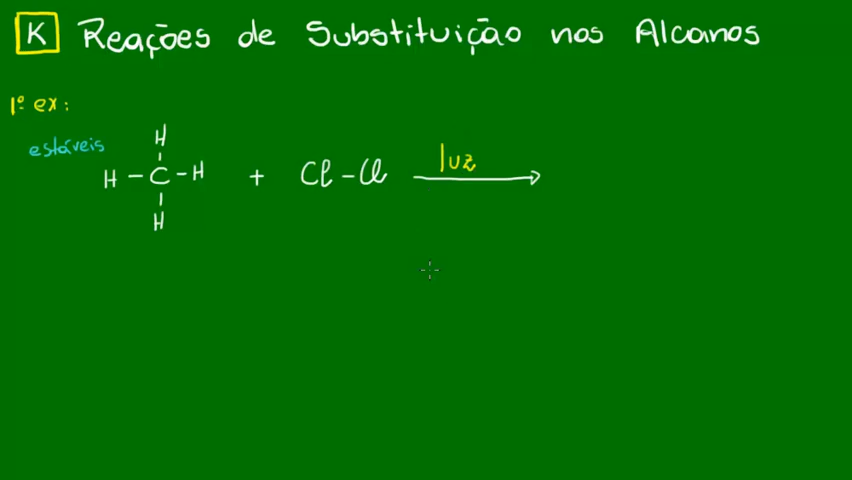 K Reações de Substituição nos Alcanos
1º ex:
estáveis
H
H – C – H + Cl – Cl luz
H